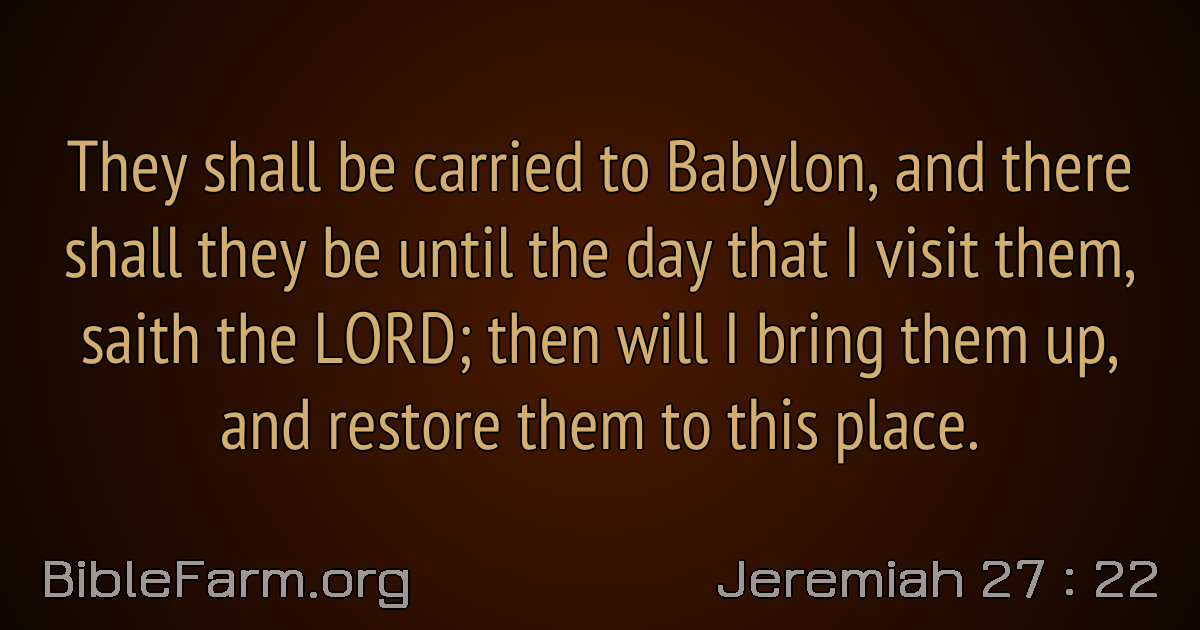 They shall be carried to Babylon, and there
shall they be until the day that I visit them,
saith the LORD; then will I bring them up,
and restore them to this place.
BibleFarm.org
Jeremiah 27 : 22